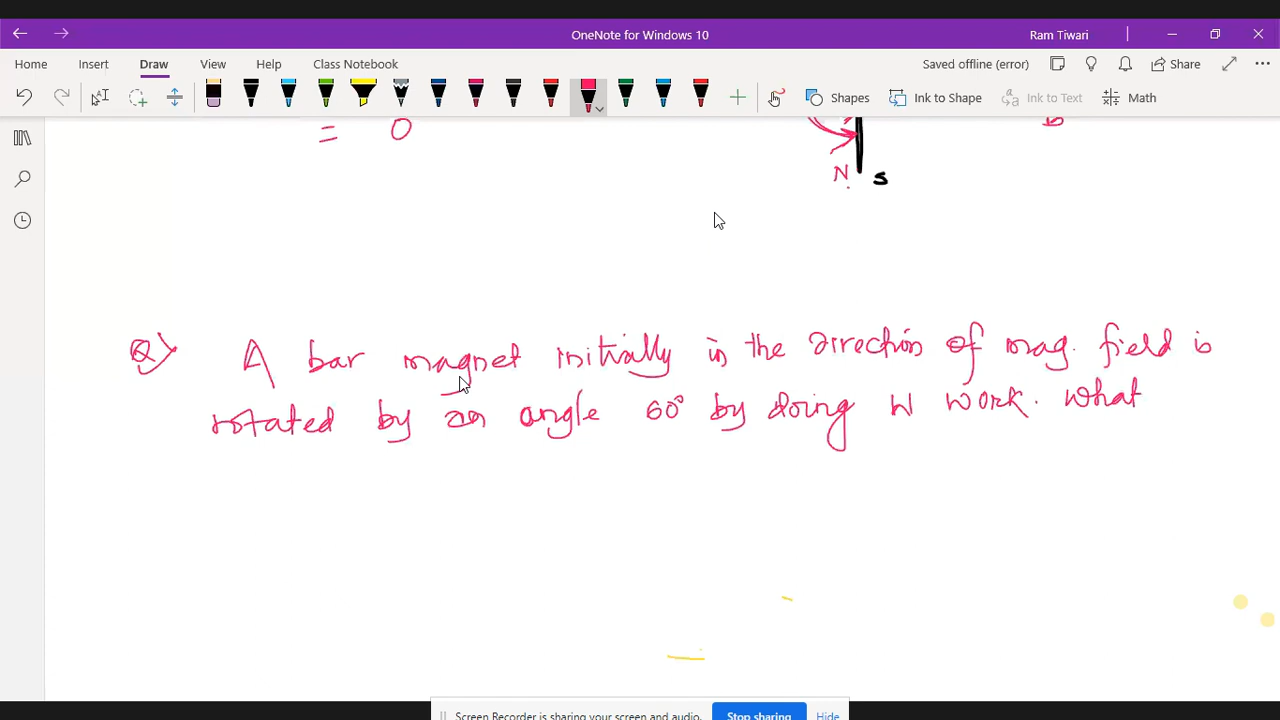 OneNote for Windows 10
Ram Tiwari
Home Insert Draw View Help Class Notebook
Saved offline (error)
Share
Shapes
Ink to Shape
Ink to Text
Math
= 0
B
N
S
Q) A bar magnet initially in the direction of mag. field is
rotated by an angle 60° by doing W work. What
Screen Recorder is sharing your screen and audio.
Stop sharing
Hide